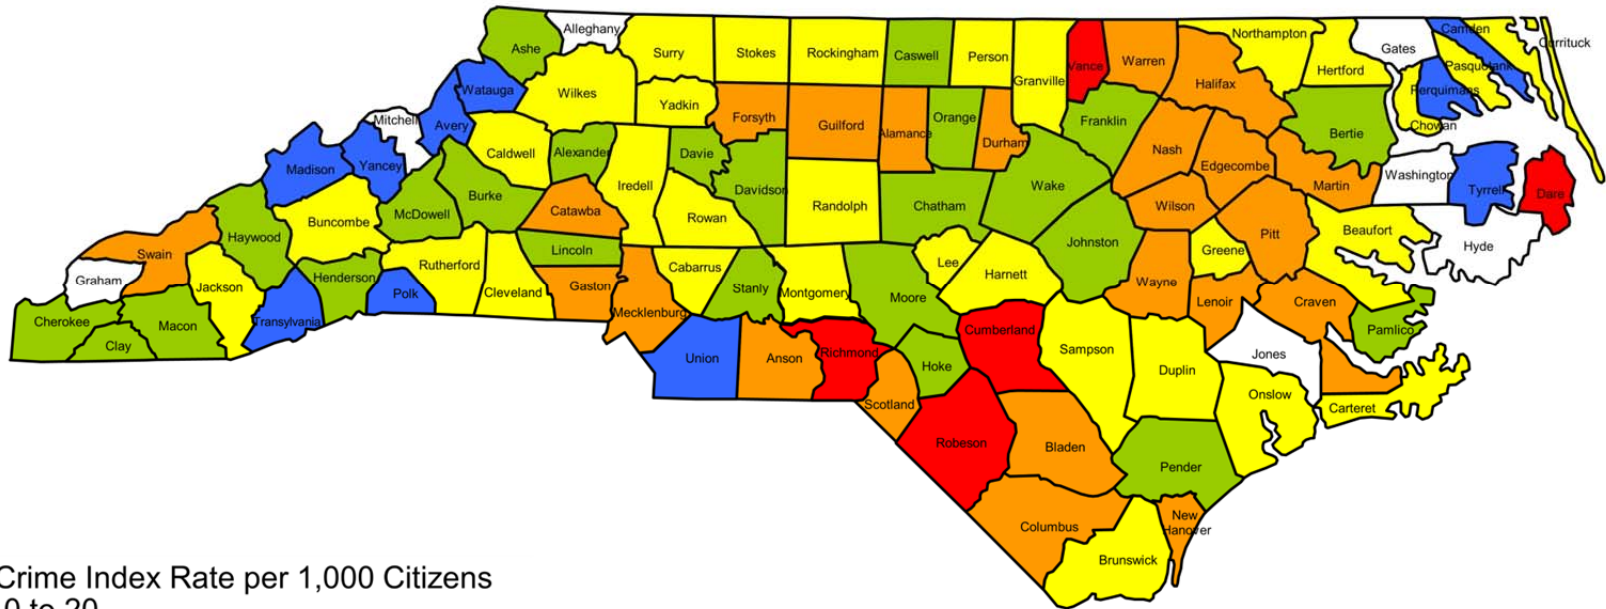 Alleghany
Ashe
Surry
Stokes
Rockingham
Caswell
Person
Granville
Vance
Warren
Northampton
Gates
Camden
Currituck
Halifax
Hertford
Pasquotank
Perquimans
Watauga
Wilkes
Yadkin
Forsyth
Guilford
Alamance
Orange
Durham
Franklin
Bertie
Chowan
Mitchell
Avery
Caldwell
Alexander
Davie
Nash
Edgecombe
Madison
Yancey
Iredell
Davidson
Wake
Martin
Washington
Tyrrell
Dare
Burke
McDowell
Catawba
Rowan
Randolph
Chatham
Wilson
Buncombe
Haywood
Swain
Lincoln
Johnston
Greene
Pitt
Beaufort
Hyde
Graham
Rutherford
Cabarrus
Lee
Harnett
Wayne
Henderson
Jackson
Polk
Cleveland
Gaston
Stanly
Montgomery
Moore
Lenoir
Craven
Cherokee
Macon
Transylvania
Mecklenburg
Cumberland
Pamlico
Clay
Union
Anson
Richmond
Hoke
Sampson
Duplin
Jones
Scotland
Onslow
Carteret
Robeson
Bladen
Pender
Columbus
New
Hanover
Brunswick
Crime Index Rate per 1,000 Citizens
0 to 20